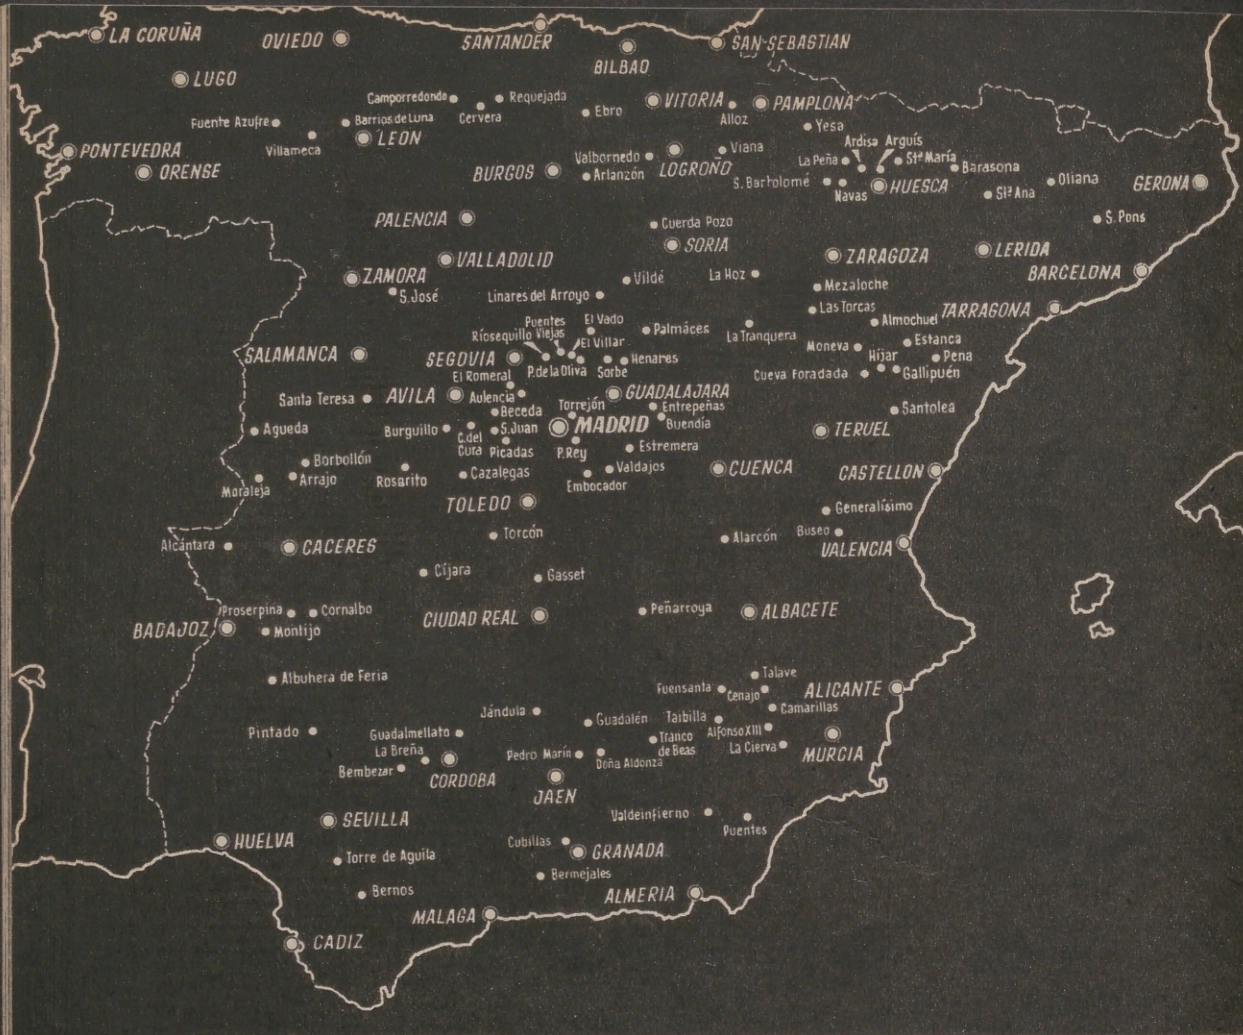 LA CORUÑA
OVIEDO
SANTANDER
SAN-SEBASTIAN
BILBAO
LUGO
Camporredondo
Requejada
Cervera
Ebro
VITORIA
Alloz
PAMPLONA
Fuente Azufre
Barrios de Luna
Villameca
LEON
Yesa
PONTEVEDRA
ORENSE
BURGOS
Valbornedo
Arlanzón
LOGROÑO
Viana
Ardisa
Arguís
La Peña
Stª María
Barasona
S. Bartolomé
Navas
HUESCA
Stª Ana
Oliana
GERONA
S. Pons
PALENCIA
Cuerda Pozo
SORIA
VALLADOLID
ZARAGOZA
LERIDA
BARCELONA
ZAMORA
S. José
Vildé
La Hoz
Linares del Arroyo
Mezaloche
Las Torcas
TARRAGONA
Almochuel
Puentes
Viejas
El Vado
Ríosequillo
El Villar
Palmáces
La Tranquera
Moneva
Estanca
SALAMANCA
SEGOVIA
P. de la Oliva
Sorbe
Henares
Híjar
Pena
Cueva Foradada
Gallipuén
El Romeral
Santa Teresa
AVILA
Aulencia
GUADALAJARA
Beceda
Torrejón
Entrepeñas
Buendía
Santolea
Agueda
Burguillo
C. del
Cura
S. Juan
Picadas
MADRID
P. Rey
Estremera
TERUEL
Borbollón
Arrajo
Moraleja
Rosarito
Cazalegas
Valdajos
Embocador
CUENCA
CASTELLON
TOLEDO
Generalísimo
Torcón
Alarcón
Buseo
VALENCIA
Alcántara
CACERES
Cíjara
Gasset
Proserpina
Cornalbo
CIUDAD REAL
Peñarroya
ALBACETE
BADAJOZ
Montijo
Albuhera de Feria
Talave
Fuensanta
Cenajo
ALICANTE
Camarillas
Jándula
Guadalén
Taibilla
Alfonso XIII
Pintado
Guadalmellato
La Breña
Tranco
de Beas
La Cierva
MURCIA
Bembezar
CORDOBA
Pedro Marín
Doña Aldonza
JAEN
SEVILLA
Valdeinfierno
Puentes
HUELVA
Torre de Aguila
Cubillas
GRANADA
Bernos
Bermejales
ALMERIA
MALAGA
CADIZ